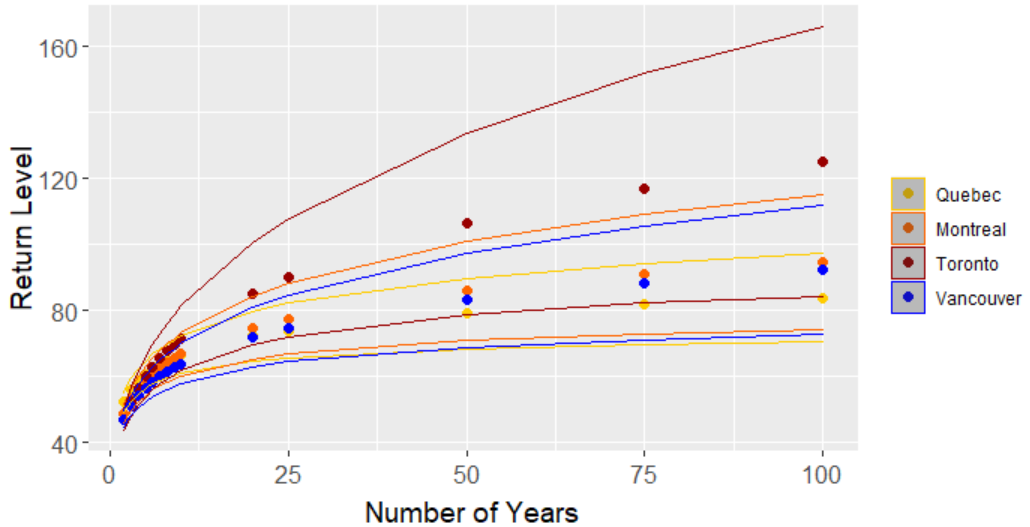 160
120
80
40
Return Level
0
25
50
75
100
Number of Years
Quebec
Montreal
Toronto
Vancouver